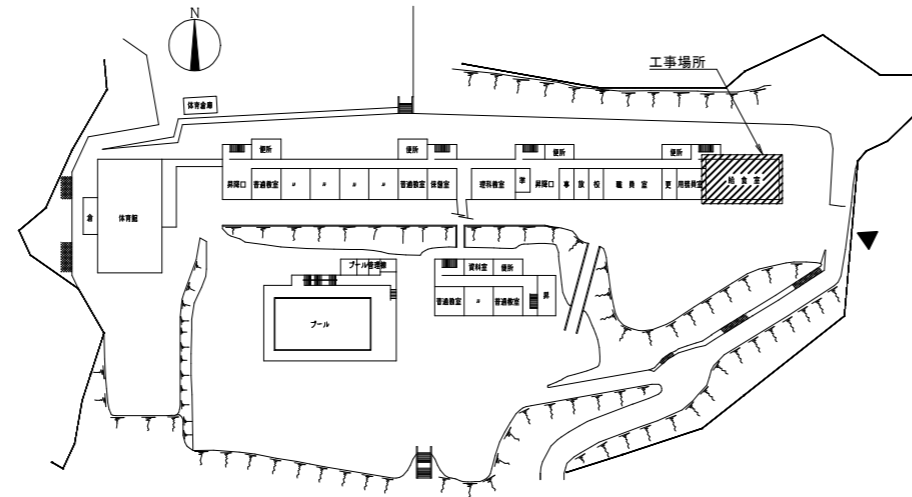 工事場所
体育倉庫
便所
便所
便所
便所
昇降口
普通教室
〃
〃
〃
〃
普通教室
保健室
理科教室
昇降口
事
放
校
職員室
更
用務員室
給食室
倉
体育館
プール管理棟
資料室
便所
普通教室
〃
普通教室
昇
プール